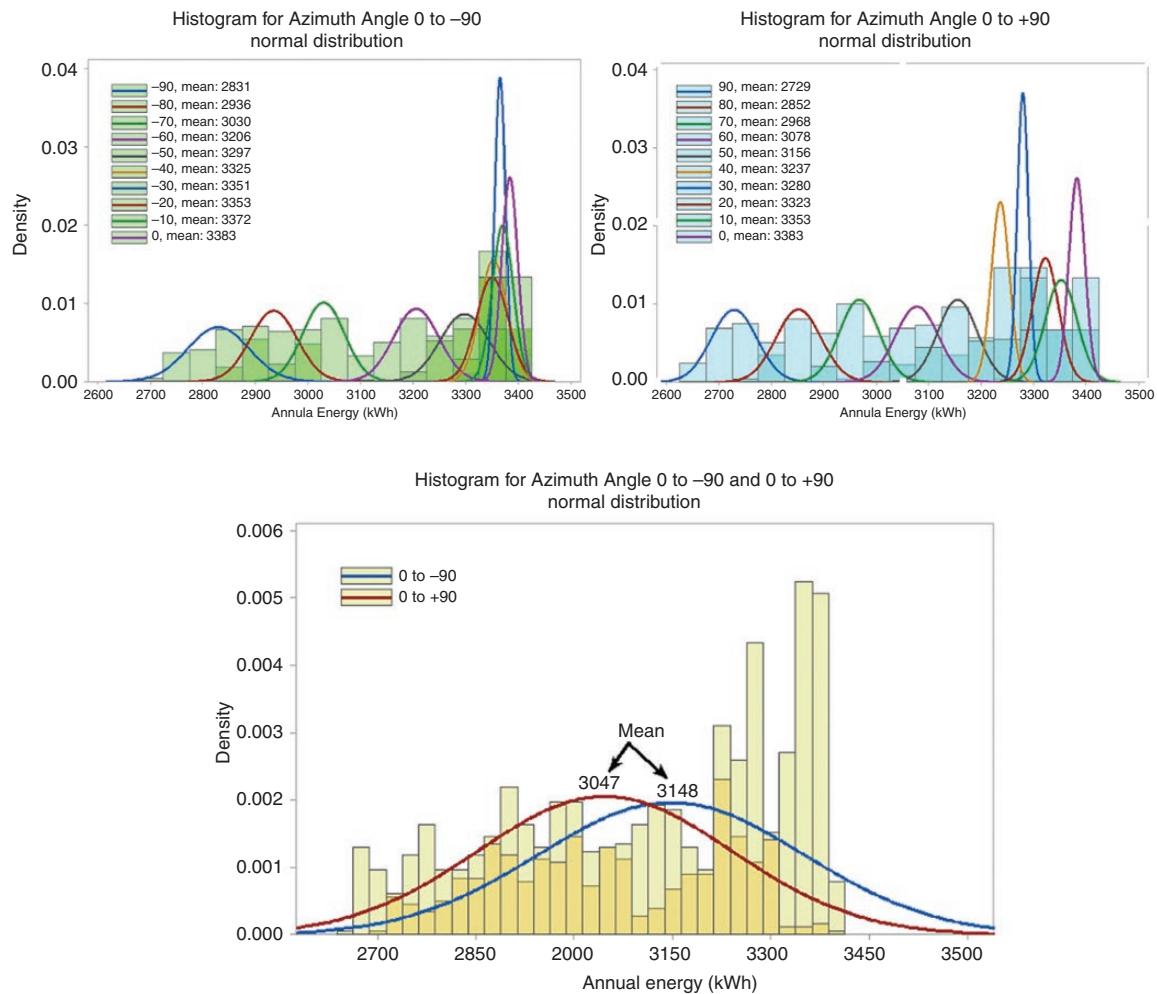 Histogram for Azimuth Angle 0 to –90
normal distribution
0.04
0.03
0.02
0.01
0.00
Density
–90, mean: 2831
–80, mean: 2936
–70, mean: 3030
–60, mean: 3206
–50, mean: 3297
–40, mean: 3325
–30, mean: 3351
–20, mean: 3353
–10, mean: 3372
0, mean: 3383
2600 2700 2800 2900 3000 3100 3200 3300 3400 3500
Annula Energy (kWh)
Histogram for Azimuth Angle 0 to +90
normal distribution
0.04
0.03
0.02
0.01
0.00
Density
90, mean: 2729
80, mean: 2852
70, mean: 2968
60, mean: 3078
50, mean: 3156
40, mean: 3237
30, mean: 3280
20, mean: 3323
10, mean: 3353
0, mean: 3383
2600 2700 2800 2900 3000 3100 3200 3300 3400 3500
Annula Energy (kWh)
Histogram for Azimuth Angle 0 to –90 and 0 to +90
normal distribution
0.006
0.005
0.004
0.003
0.002
0.001
0.000
Density
0 to –90
0 to +90
Mean
3047
3148
2700 2850 2000 3150 3300 3450 3500
Annual energy (kWh)